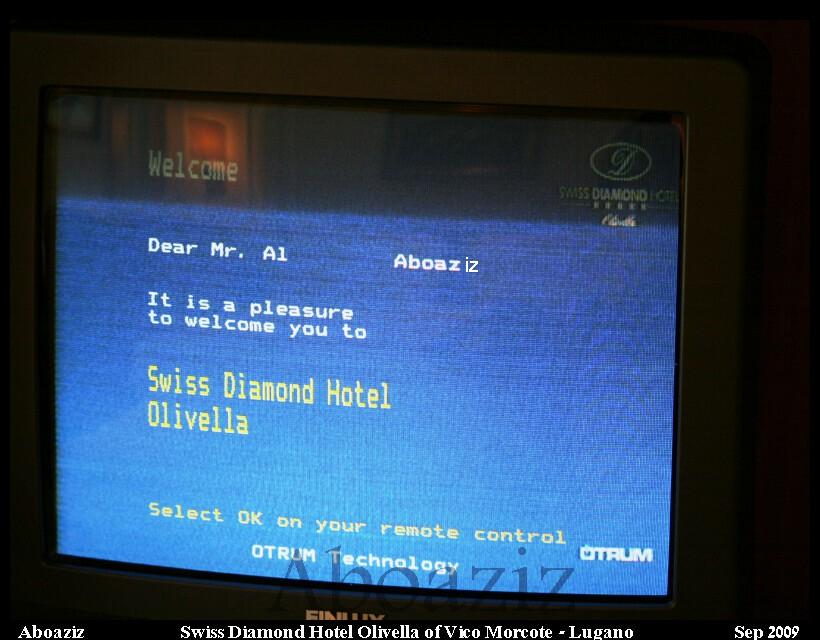 Welcome
D
SWISS DIAMOND HOTEL
Olivella
Dear Mr. Al Aboaziz
It is a pleasure
to welcome you to
Swiss Diamond Hotel
Olivella
Select OK on your remote control
OTRUM Technology
OTRUM
Aboaziz
FINLUX
Aboaziz
Swiss Diamond Hotel Olivella of Vico Morcote - Lugano
Sep 2009